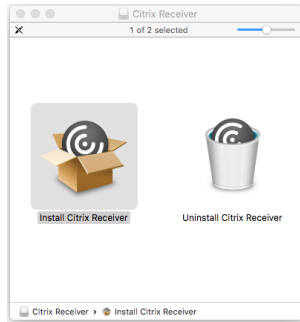 Citrix Receiver
1 of 2 selected
Install Citrix Receiver
Uninstall Citrix Receiver
Citrix Receiver › Install Citrix Receiver